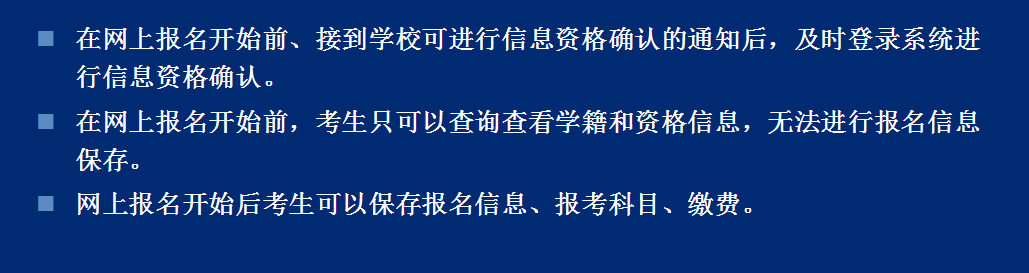 在网上报名开始前、接到学校可进行信息资格确认的通知后，及时登录系统进
行信息资格确认。
在网上报名开始前，考生只可以查询查看学籍和资格信息，无法进行报名信息
保存。
网上报名开始后考生可以保存报名信息、报考科目、缴费。